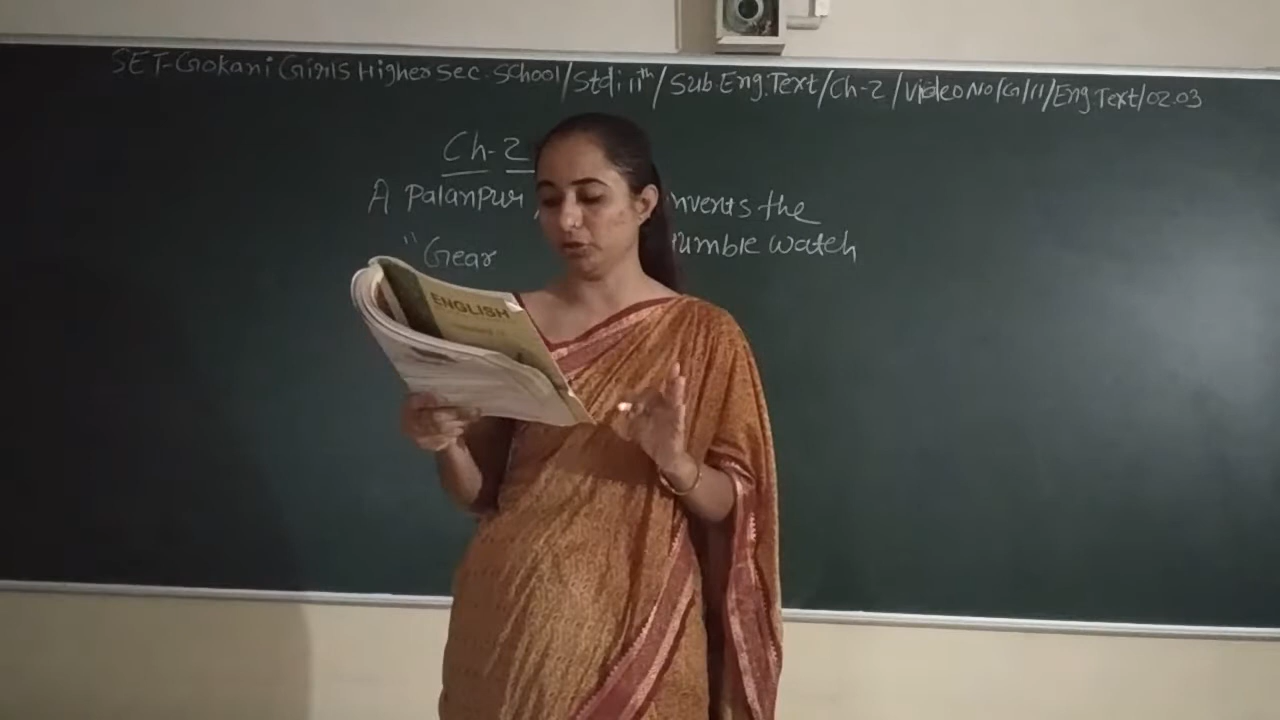 SET-Gokani Girls Higher Sec. School/Std:11th/Sub.Eng.Text/Ch-2/Video No/G/11/Eng.Text/02.03
Ch-2
A Palanpur nvents the
"Gear umble watch
ENGLISH